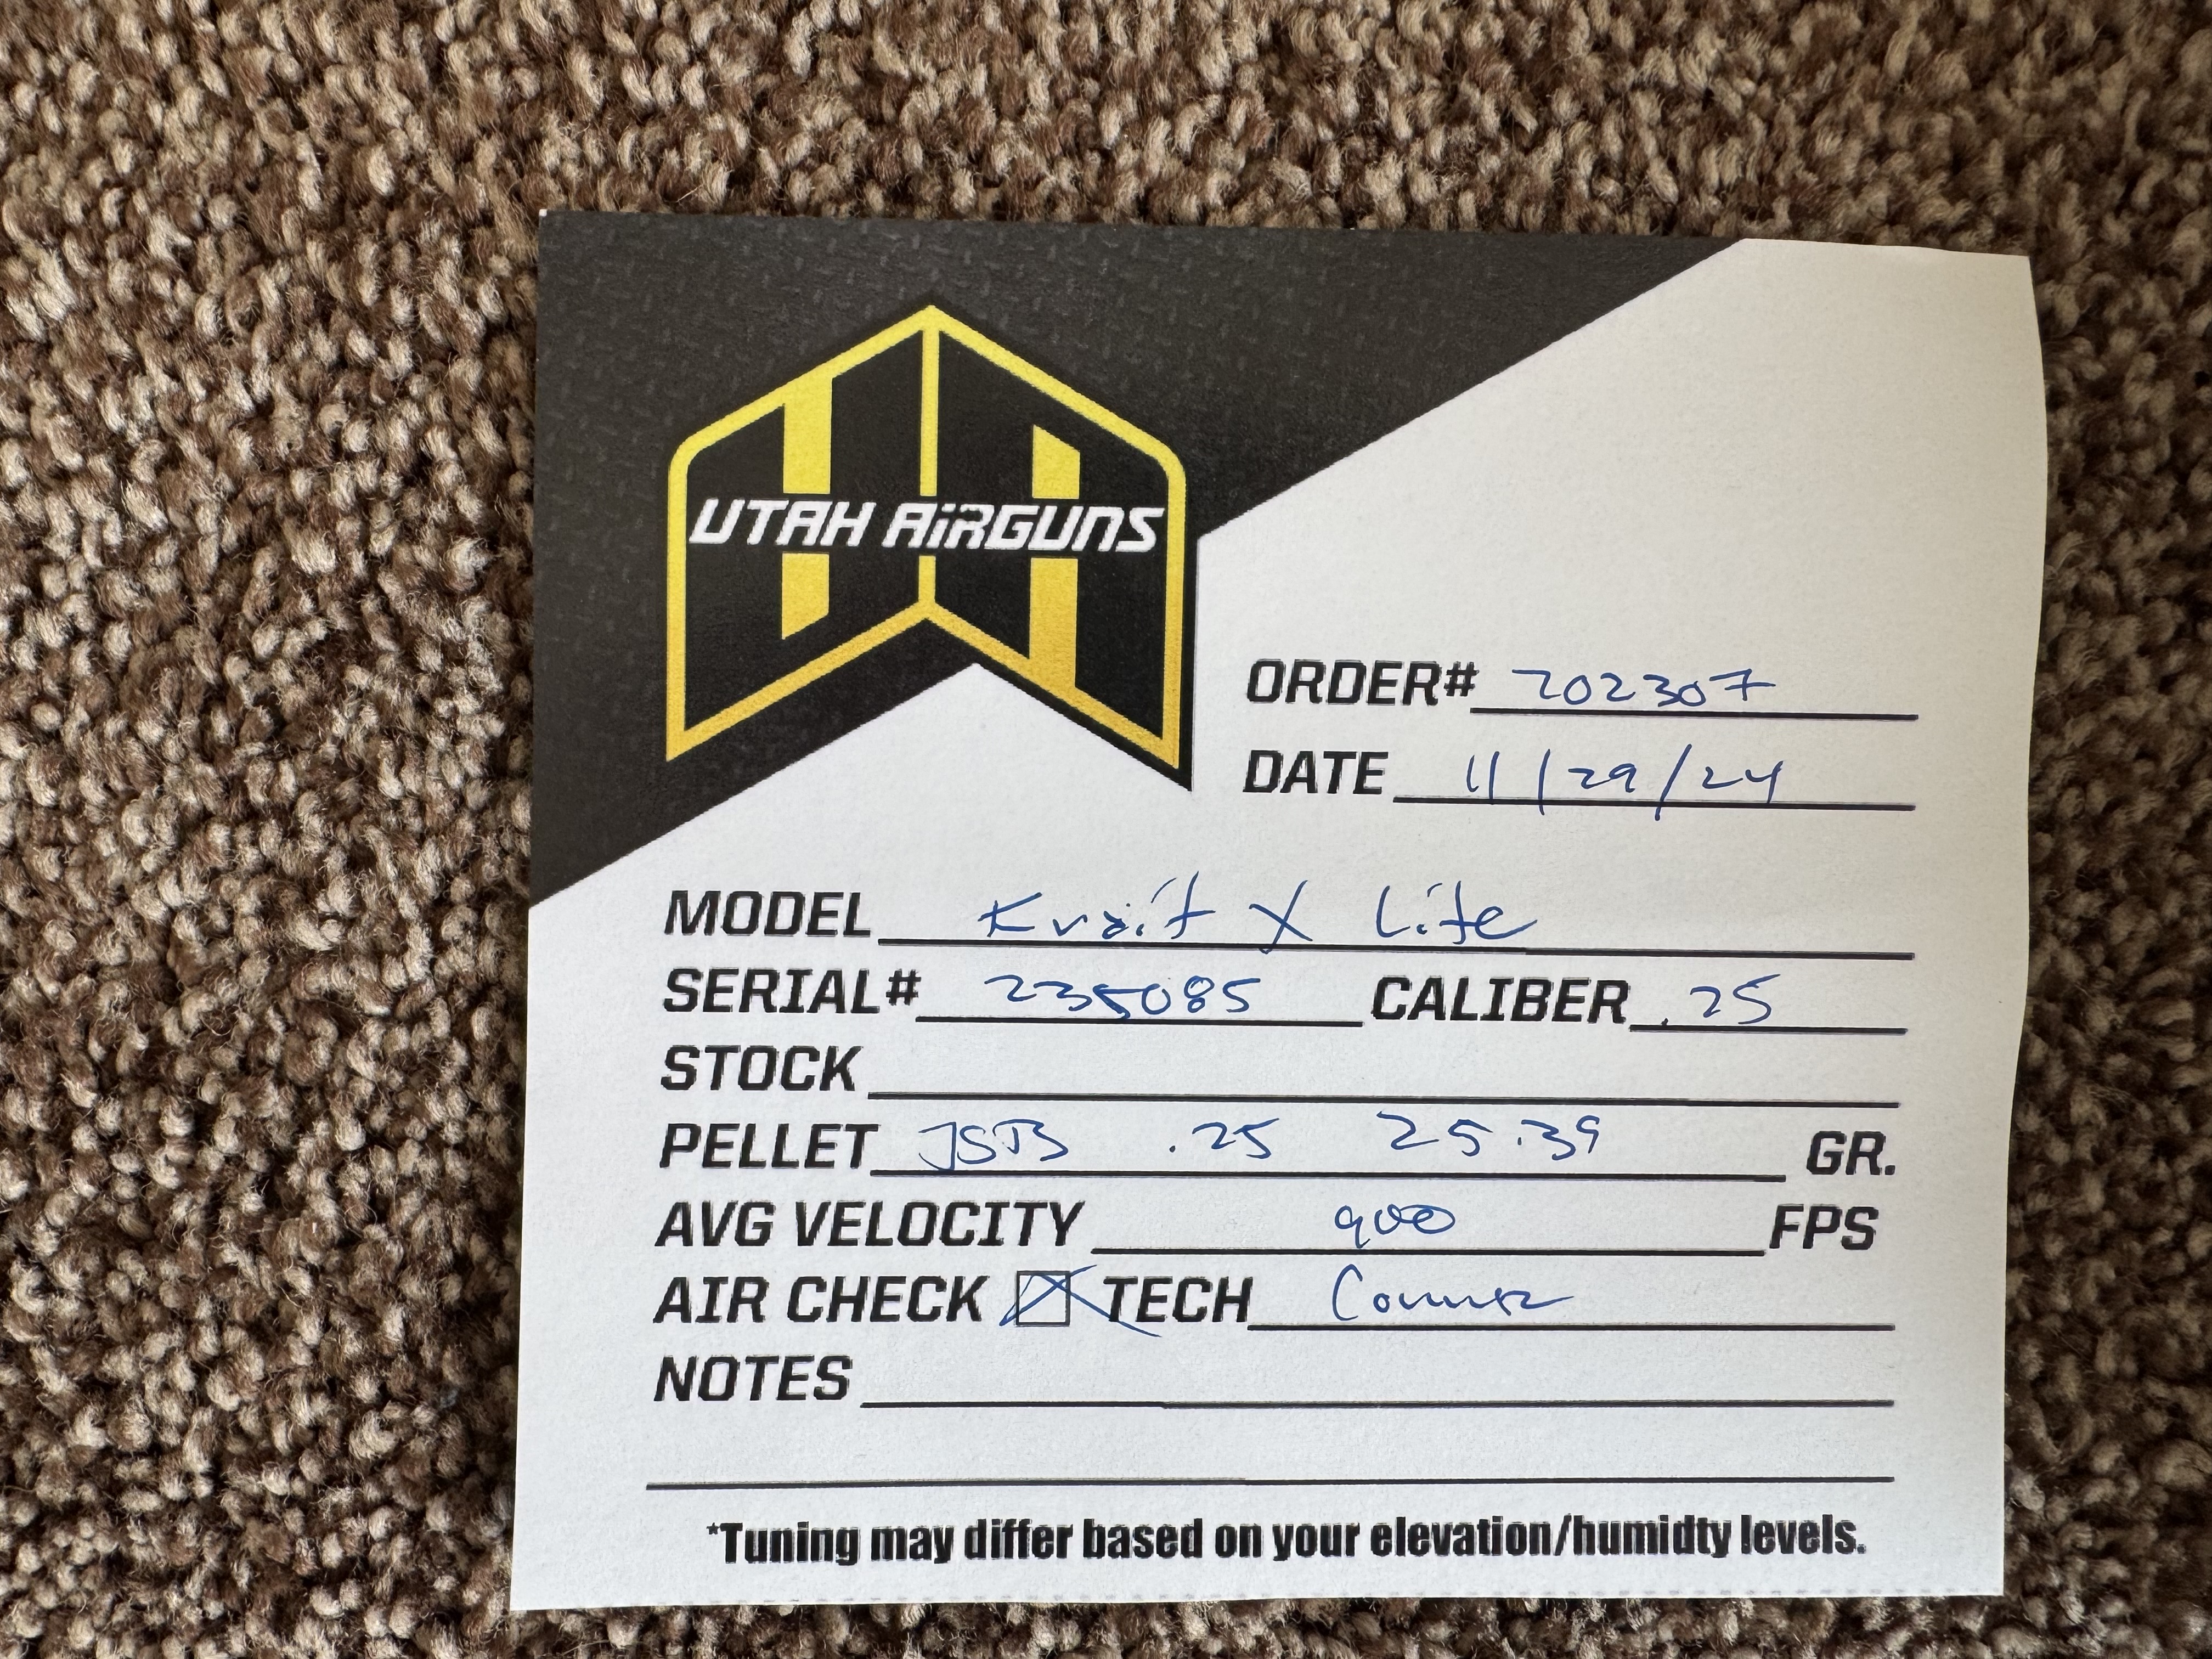 UTAH AiRGUNS
ORDER# 202307
DATE 11/29/24
MODEL Krait X Lite
SERIAL# 235085 CALIBER .25
STOCK
PELLET JSB .25 25.39 GR.
AVG VELOCITY 900 FPS
AIR CHECK TECH Connor
NOTES
*Tuning may differ based on your elevation/humidty levels.